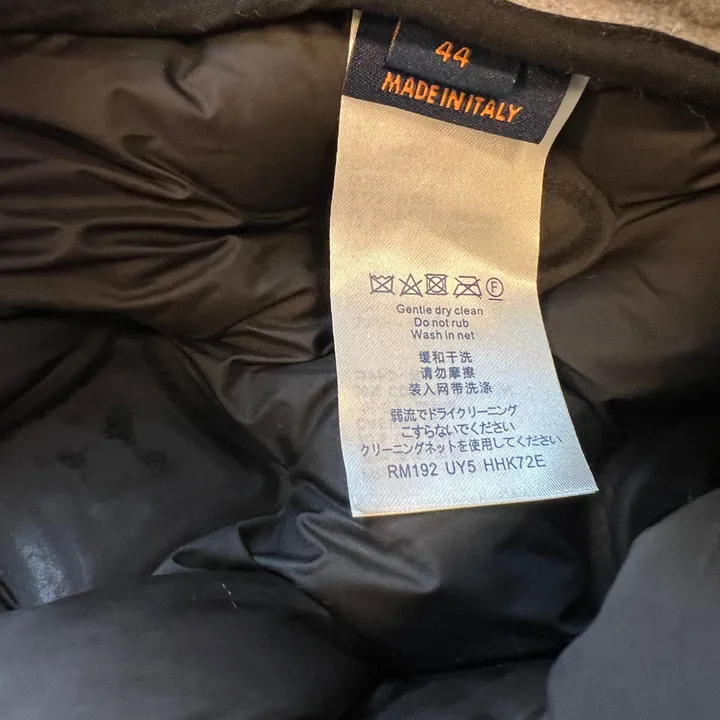 44
MADE IN ITALY
F
Gentle dry clean
Do not rub
Wash in net
缓和干洗
请勿摩擦
装入网带洗涤
弱流でドライクリーニング
こすらないでください
クリーニングネットを使用してください
RM192 UY5 HHK72E